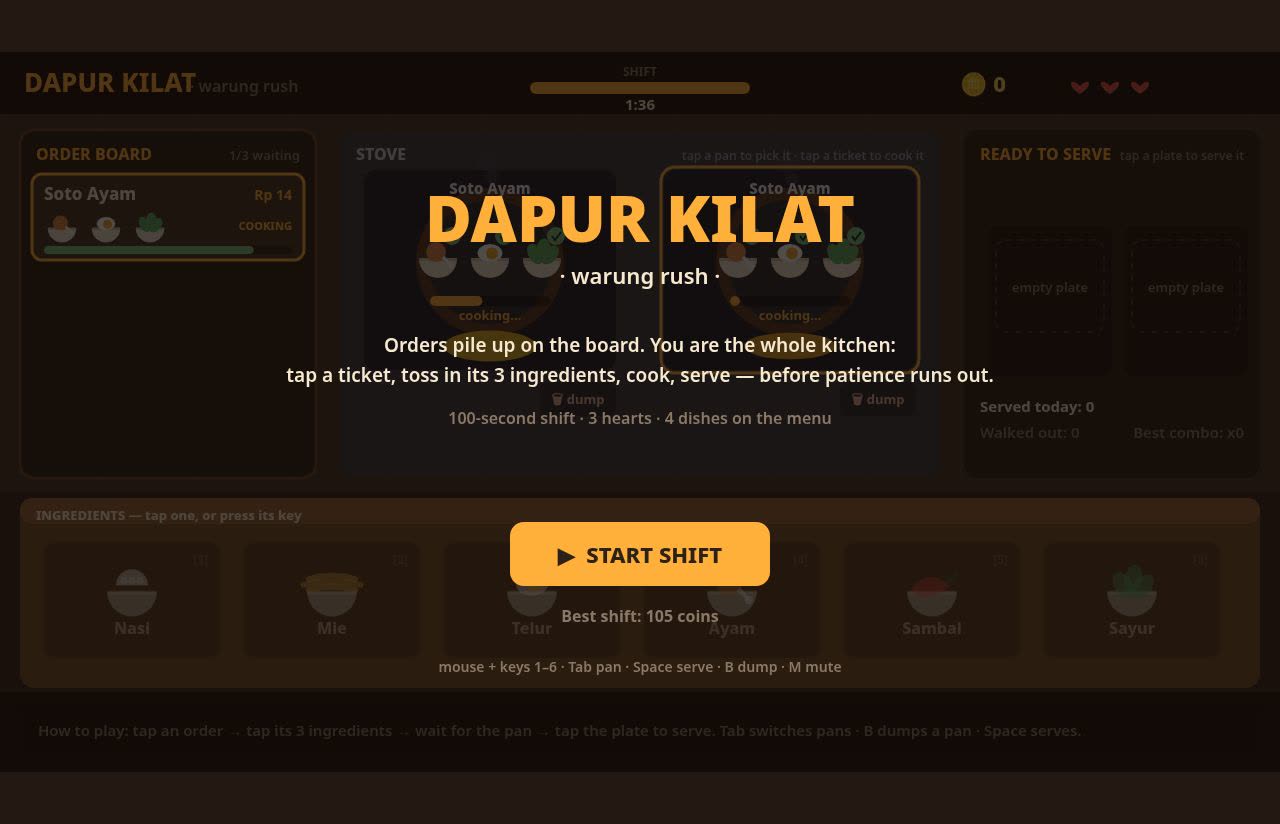 DAPUR KILAT · warung rush
SHIFT
1:36
0
ORDER BOARD 1/3 waiting
Soto Ayam Rp 14
COOKING
STOVE tap a pan to pick it · tap a ticket to cook it
Soto Ayam
cooking...
dump
Soto Ayam
cooking...
dump
READY TO SERVE tap a plate to serve it
empty plate empty plate
Served today: 0
Walked out: 0 Best combo: x0
DAPUR KILAT
· warung rush ·
Orders pile up on the board. You are the whole kitchen:
tap a ticket, toss in its 3 ingredients, cook, serve — before patience runs out.
100-second shift · 3 hearts · 4 dishes on the menu
INGREDIENTS — tap one, or press its key
[1] [2] [4] [5] [6]
Nasi Mie Telur Ayam Sambal Sayur
▶ START SHIFT
Best shift: 105 coins
mouse + keys 1–6 · Tab pan · Space serve · B dump · M mute
How to play: tap an order → tap its 3 ingredients → wait for the pan → tap the plate to serve. Tab switches pans · B dumps a pan · Space serves.